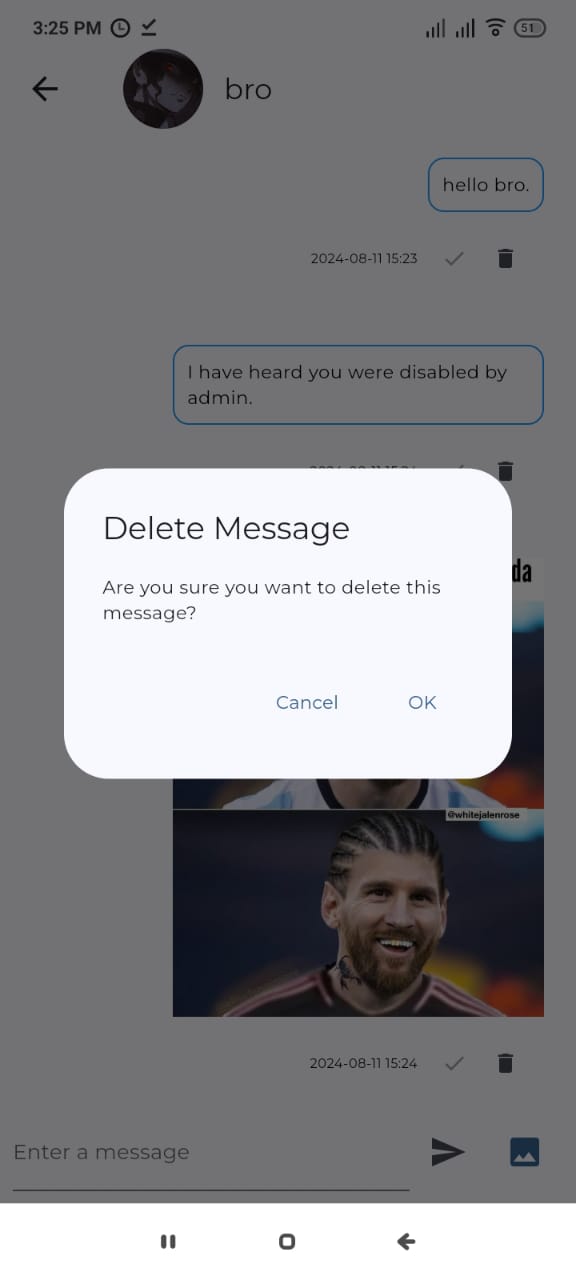 3:25 PM
51
bro
hello bro.
2024-08-11 15:23
I have heard you were disabled by
admin.
da
Delete Message
Are you sure you want to delete this
message?
Cancel OK
@whitejalenrose
2024-08-11 15:24
Enter a message